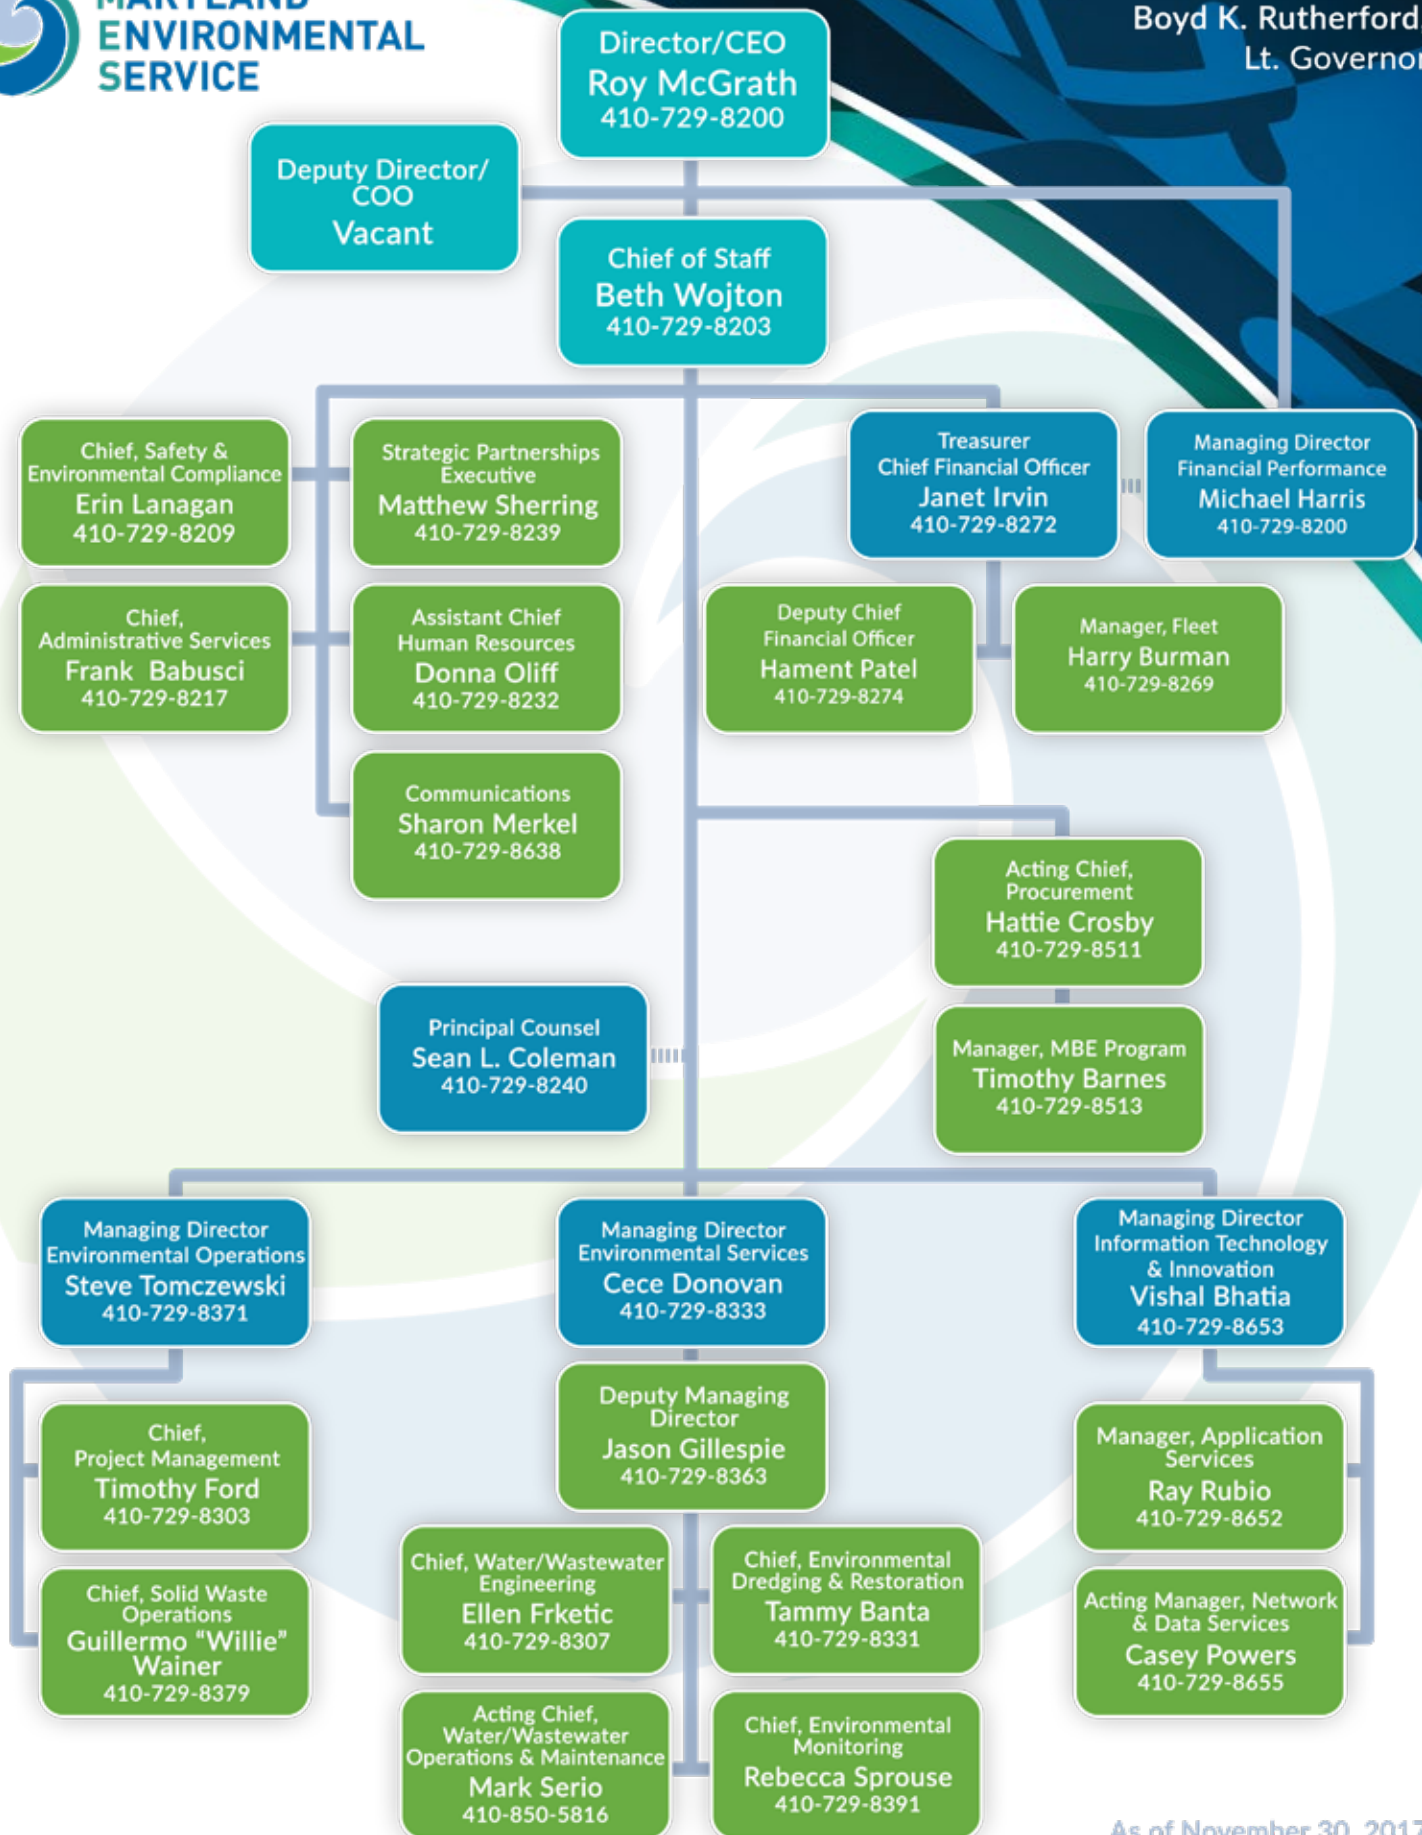 MARYLAND
ENVIRONMENTAL
SERVICE
Boyd K. Rutherford
Lt. Governor
Director/CEO
Roy McGrath
410-729-8200
Deputy Director/
COO
Vacant
Chief of Staff
Beth Wojton
410-729-8203
Chief, Safety &
Environmental Compliance
Erin Lanagan
410-729-8209
Strategic Partnerships
Executive
Matthew Sherring
410-729-8239
Treasurer
Chief Financial Officer
Janet Irvin
410-729-8272
Managing Director
Financial Performance
Michael Harris
410-729-8200
Chief,
Administrative Services
Frank Babusci
410-729-8217
Assistant Chief
Human Resources
Donna Oliff
410-729-8232
Deputy Chief
Financial Officer
Hament Patel
410-729-8274
Manager, Fleet
Harry Burman
410-729-8269
Communications
Sharon Merkel
410-729-8638
Acting Chief,
Procurement
Hattie Crosby
410-729-8511
Principal Counsel
Sean L. Coleman
410-729-8240
Manager, MBE Program
Timothy Barnes
410-729-8513
Managing Director
Environmental Operations
Steve Tomczewski
410-729-8371
Managing Director
Environmental Services
Cece Donovan
410-729-8333
Managing Director
Information Technology
& Innovation
Vishal Bhatia
410-729-8653
Deputy Managing
Director
Jason Gillespie
410-729-8363
Chief,
Project Management
Timothy Ford
410-729-8303
Manager, Application
Services
Ray Rubio
410-729-8652
Chief, Water/Wastewater
Engineering
Ellen Frketic
410-729-8307
Chief, Environmental
Dredging & Restoration
Tammy Banta
410-729-8331
Chief, Solid Waste
Operations
Guillermo “Willie”
Wainer
410-729-8379
Acting Manager, Network
& Data Services
Casey Powers
410-729-8655
Acting Chief,
Water/Wastewater
Operations & Maintenance
Mark Serio
410-850-5816
Chief, Environmental
Monitoring
Rebecca Sprouse
410-729-8391
As of November 30, 2017